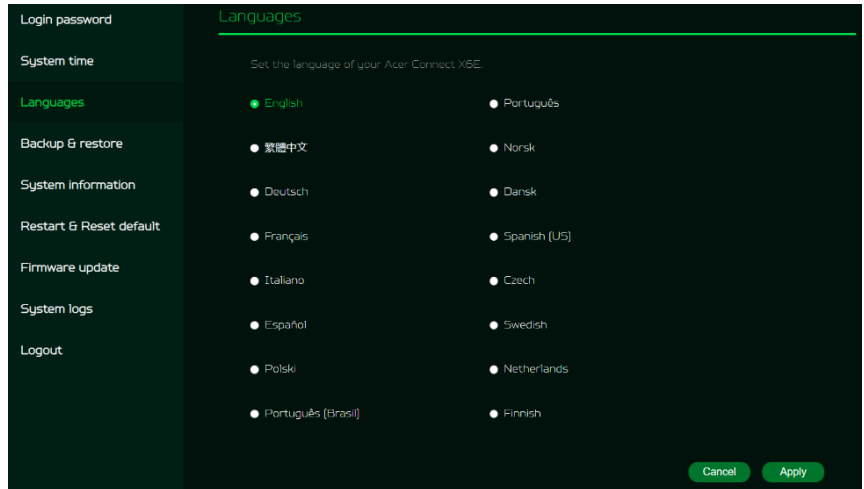 Login password
System time
Languages
Backup & restore
System information
Restart & Reset default
Firmware update
System logs
Logout
Languages
Set the language of your Acer Connect X6E.
English
Português
繁體中文
Norsk
Deutsch
Dansk
Français
Spanish (US)
Italiano
Czech
Español
Swedish
Polski
Netherlands
Português (Brasil)
Finnish
Cancel
Apply